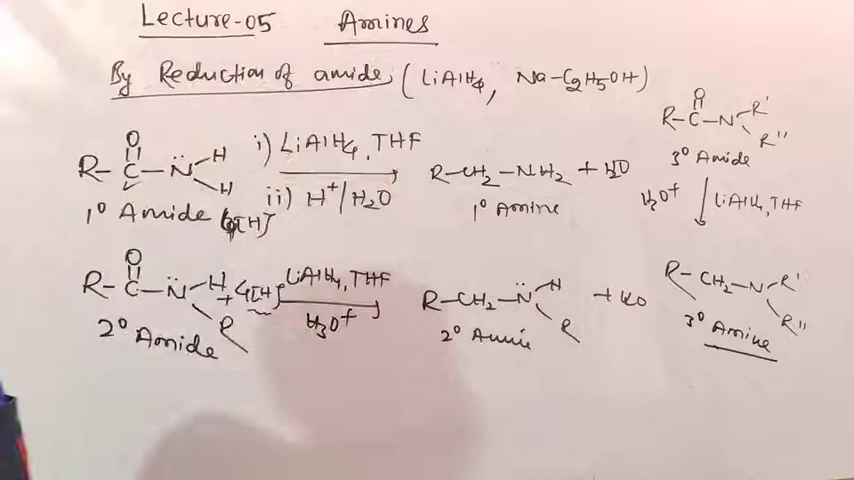 Lecture-05 Amines
By Reduction of amide (LiAlH4, Na-C2H5OH)
O
R-C-N-R'
R''
3° Amide
H3O+ LiAlH4, THF
R-CH2-N-R'
R''
3° Amine
O
R-C-N-H
H
1° Amide 4[H]
i) LiAlH4, THF
ii) H+/H2O
R-CH2-NH2 + H2O
1° Amine
O
R-C-N-H + 4[H]
R
2° Amide
LiAlH4, THF
H3O+
R-CH2-N-H
R
2° Amine